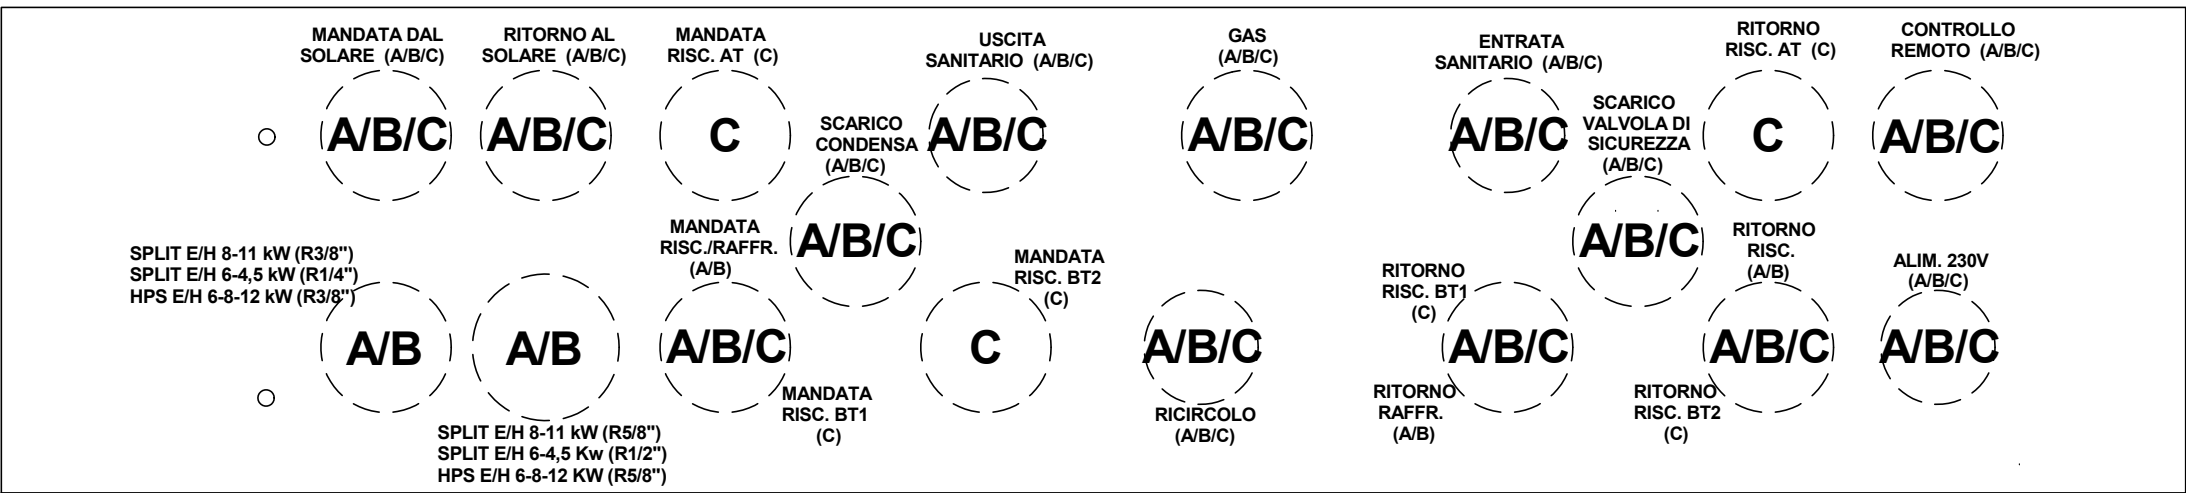 MANDATA DAL
SOLARE (A/B/C)
RITORNO AL
SOLARE (A/B/C)
MANDATA
RISC. AT (C)
USCITA
SANITARIO (A/B/C)
GAS
(A/B/C)
ENTRATA
SANITARIO (A/B/C)
RITORNO
RISC. AT (C)
CONTROLLO
REMOTO (A/B/C)
A/B/C
A/B/C
C
SCARICO
CONDENSA
(A/B/C)
A/B/C
A/B/C
A/B/C
SCARICO
VALVOLA DI
SICUREZZA
(A/B/C)
C
A/B/C
A/B/C
A/B/C
SPLIT E/H 8-11 kW (R3/8")
SPLIT E/H 6-4,5 kW (R1/4")
HPS E/H 6-8-12 kW (R3/8")
MANDATA
RISC./RAFFR.
(A/B)
MANDATA
RISC. BT2
(C)
RITORNO
RISC. BT1
(C)
RITORNO
RISC.
(A/B)
ALIM. 230V
(A/B/C)
A/B
A/B
A/B/C
C
A/B/C
A/B/C
A/B/C
A/B/C
SPLIT E/H 8-11 kW (R5/8")
SPLIT E/H 6-4,5 Kw (R1/2")
HPS E/H 6-8-12 KW (R5/8")
MANDATA
RISC. BT1
(C)
RICIRCOLO
(A/B/C)
RITORNO
RAFFR.
(A/B)
RITORNO
RISC. BT2
(C)